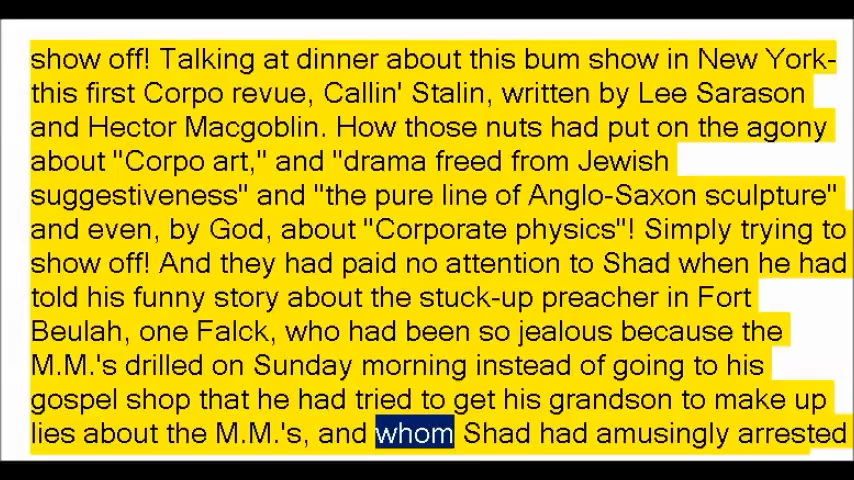 show off! Talking at dinner about this bum show in New York-
this first Corpo revue, Callin' Stalin, written by Lee Sarason
and Hector Macgoblin. How those nuts had put on the agony
about "Corpo art," and "drama freed from Jewish
suggestiveness" and "the pure line of Anglo-Saxon sculpture"
and even, by God, about "Corporate physics"! Simply trying to
show off! And they had paid no attention to Shad when he had
told his funny story about the stuck-up preacher in Fort
Beulah, one Falck, who had been so jealous because the
M.M.'s drilled on Sunday morning instead of going to his
gospel shop that he had tried to get his grandson to make up
lies about the M.M.'s, and whom Shad had amusingly arrested